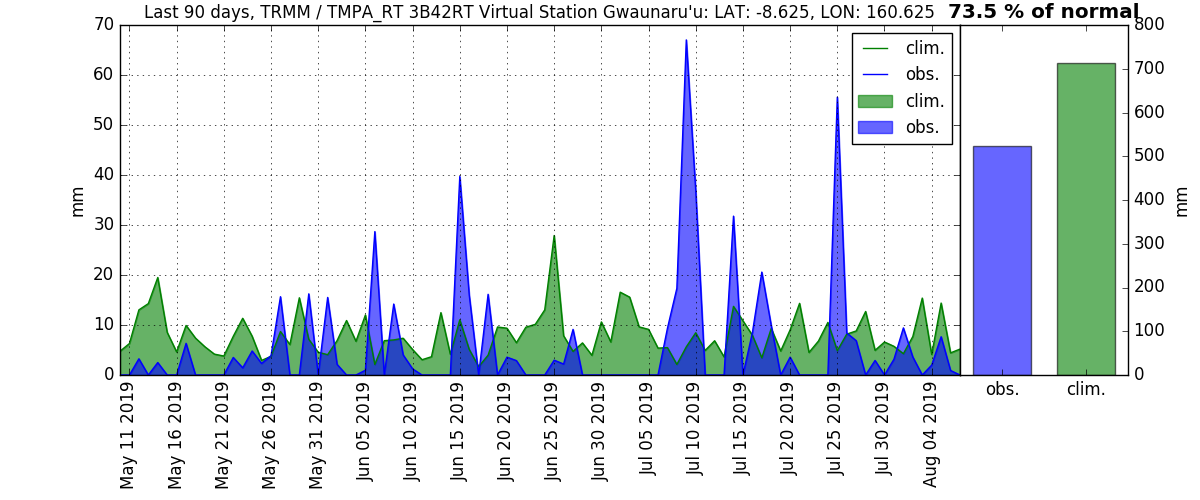 Last 90 days, TRMM / TMPA_RT 3B42RT Virtual Station Gwaunaru'u: LAT: -8.625, LON: 160.625 73.5 % of normal
70
60
50
40
30
20
10
0
mm
clim.
obs.
clim.
obs.
800
700
600
500
400
300
200
100
0
mm
obs.
clim.
May 11 2019
May 16 2019
May 21 2019
May 26 2019
May 31 2019
Jun 05 2019
Jun 10 2019
Jun 15 2019
Jun 20 2019
Jun 25 2019
Jun 30 2019
Jul 05 2019
Jul 10 2019
Jul 15 2019
Jul 20 2019
Jul 25 2019
Jul 30 2019
Aug 04 2019